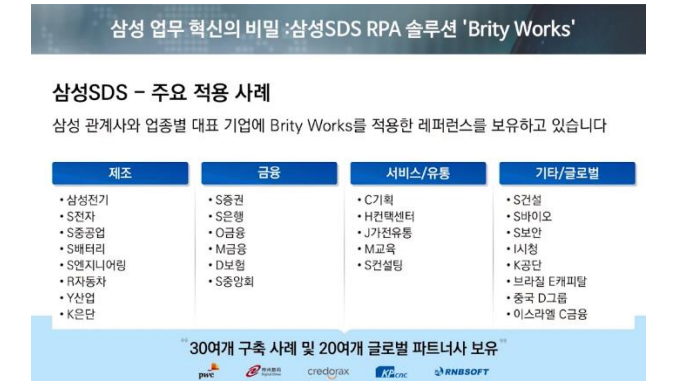 삼성 업무 혁신의 비밀 :삼성SDS RPA 솔루션 'Brity Works'
삼성SDS - 주요 적용 사례
삼성 관계사와 업종별 대표 기업에 Brity Works를 적용한 레퍼런스를 보유하고 있습니다
제조
• 삼성전기
• S전자
• S중공업
• S배터리
• S엔지니어링
• R자동차
• Y산업
• K은단
금융
• S증권
• S은행
• O금융
• M금융
• D보험
• S중앙회
서비스/유통
• C기획
• H컨택센터
• J가전유통
• M교육
• S컨설팅
기타/글로벌
• S건설
• S바이오
• S보안
• I시청
• K공단
• 브라질 E캐피탈
• 중국 D그룹
• 이스라엘 C금융
"30여개 구축 사례 및 20여개 글로벌 파트너사 보유"
pwc
credorax
KPcnc
RNBSOFT